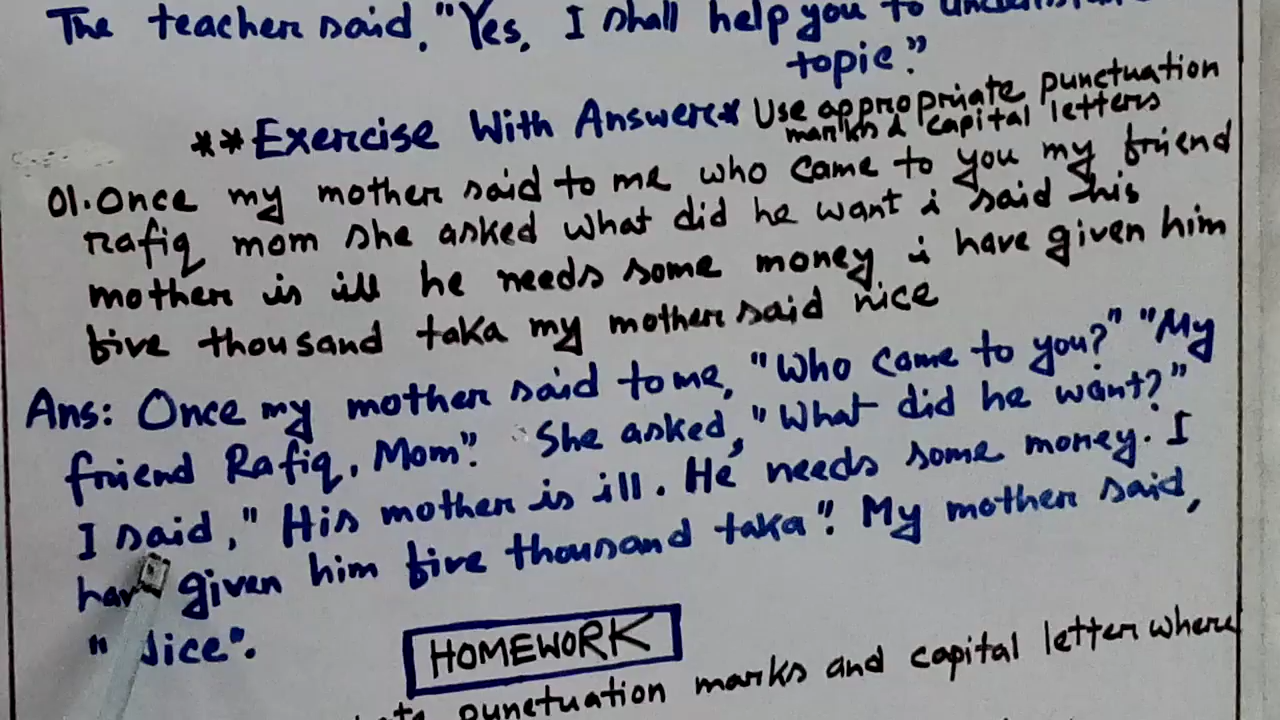 The teacher said, "Yes, I shall help you to
topic."
**Exercise With Answer* Use appropriate punctuation
marks & capital letters
01. Once my mother said to me who came to you my friend
rafiq mom she asked what did he want i said his
mother is ill he needs some money i have given him
five thousand taka my mother said nice
Ans: Once my mother said to me, "Who came to you?" "My
friend Rafiq, Mom". She asked, "What did he want?"
I said, "His mother is ill. He needs some money. I
have given him five thousand taka". My mother said,
"Nice".
HOMEWORK
punctuation marks and capital letter where